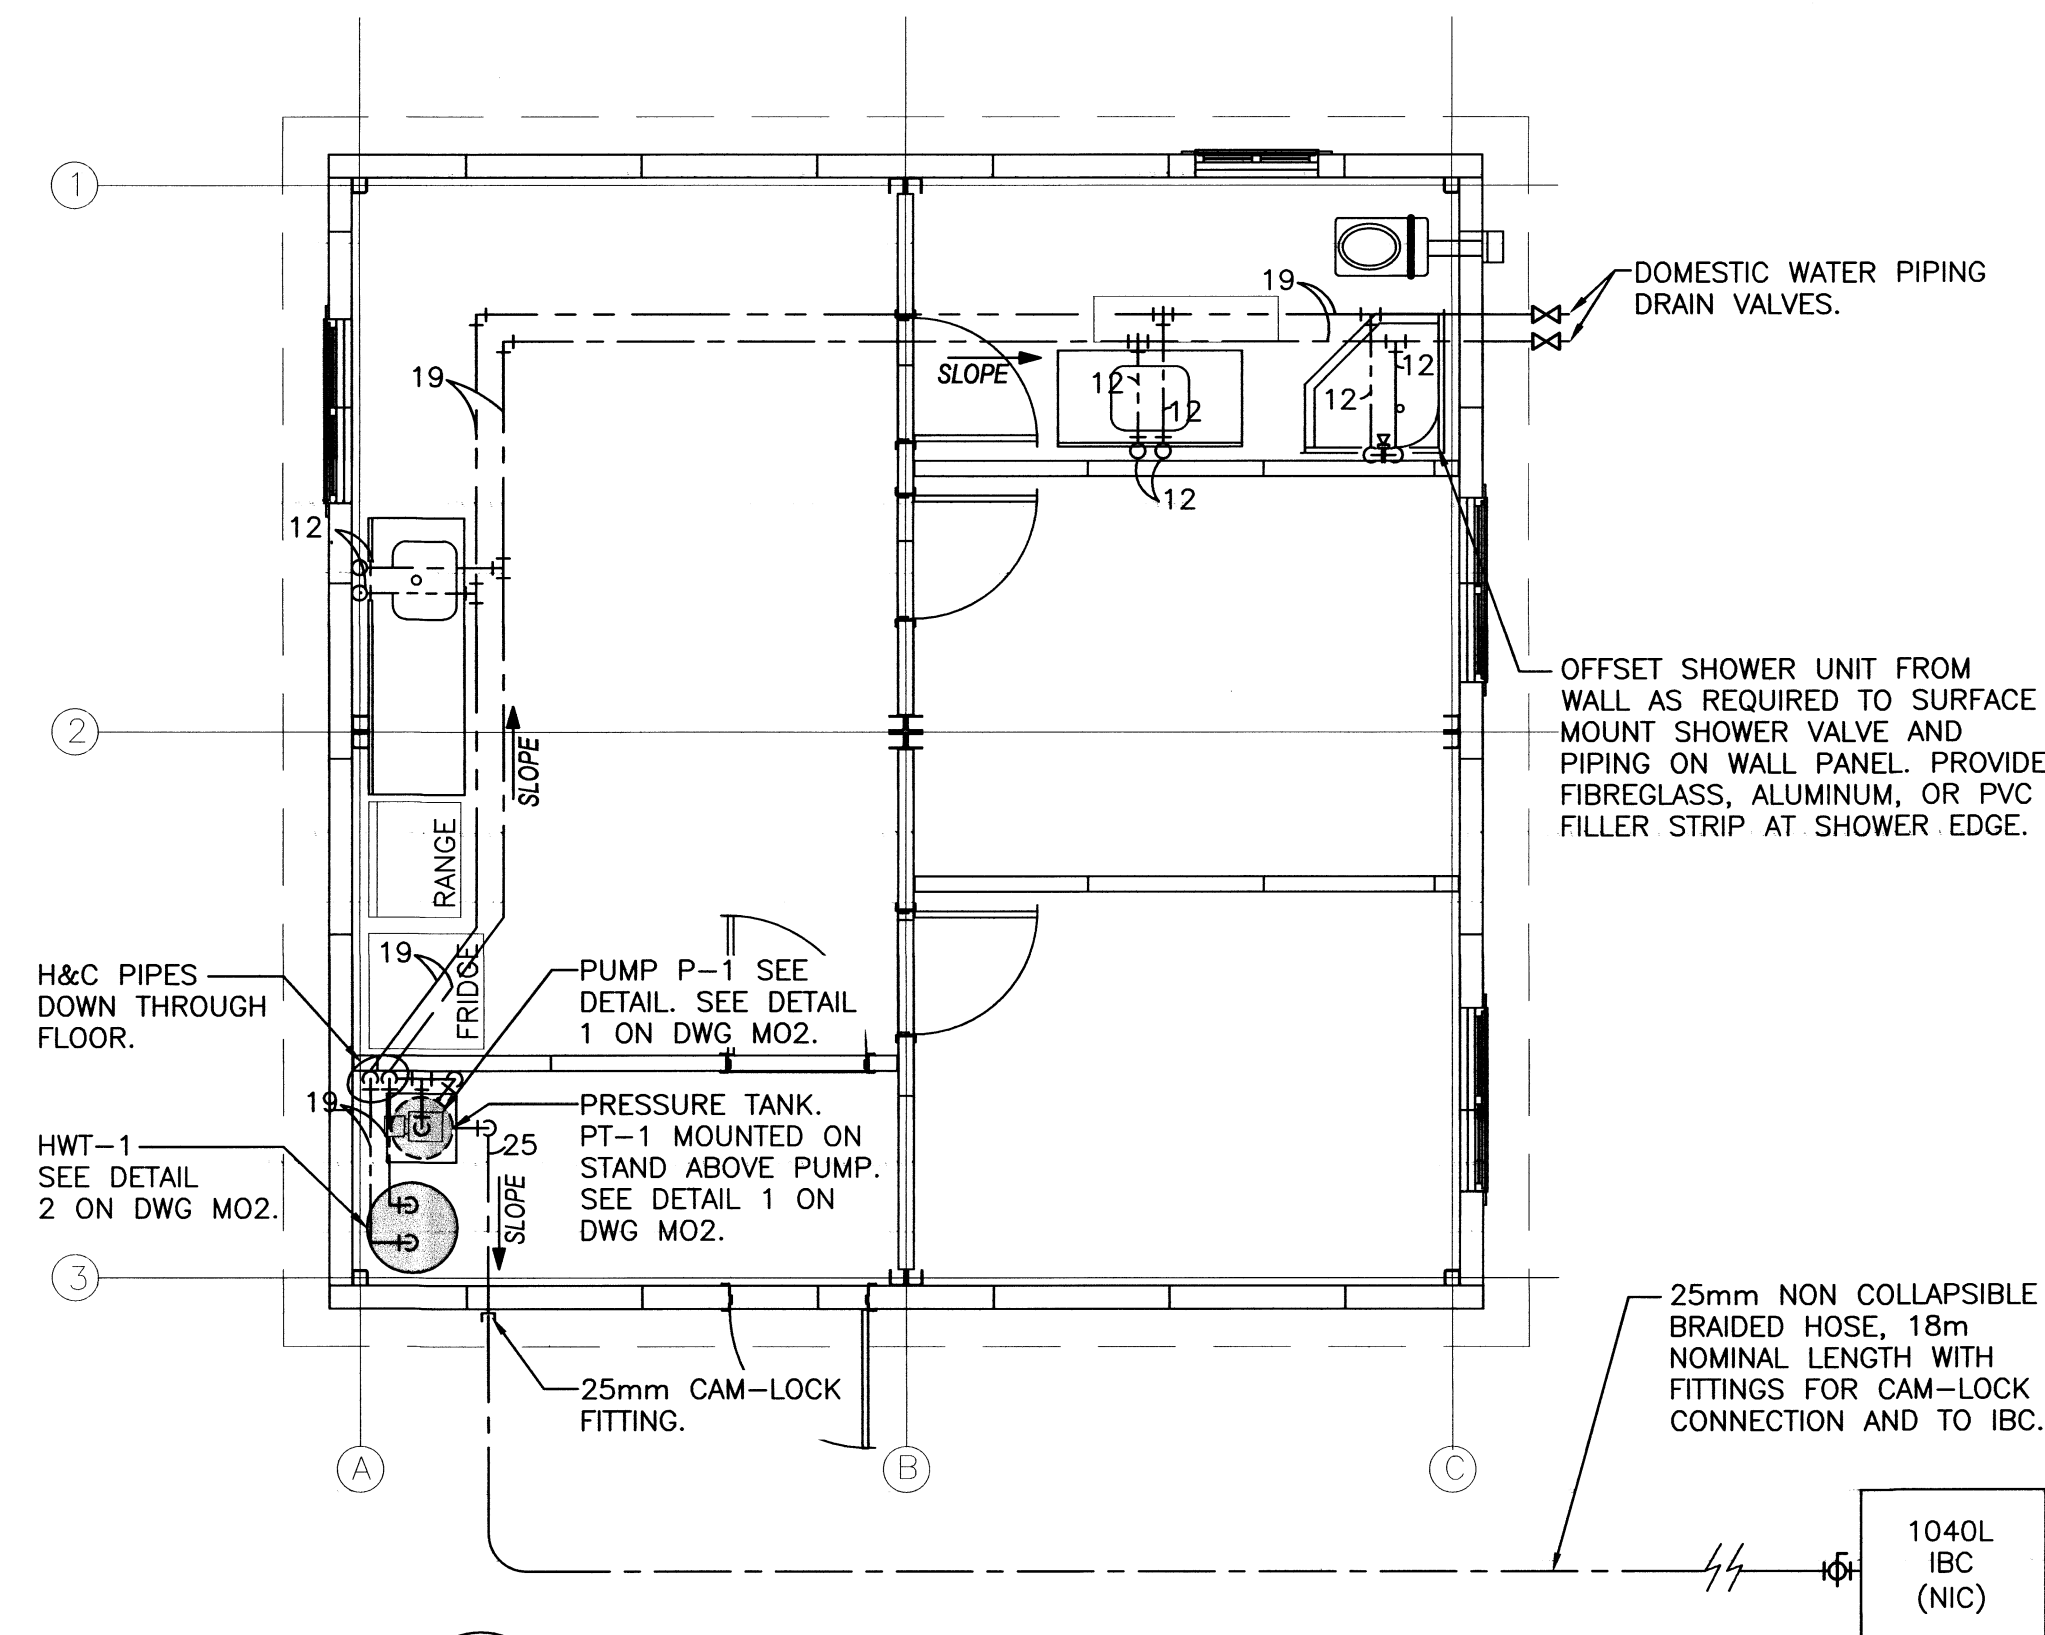 1
19
DOMESTIC WATER PIPING
DRAIN VALVES.
19
SLOPE
12
12
12
12
12
12
OFFSET SHOWER UNIT FROM
WALL AS REQUIRED TO SURFACE
MOUNT SHOWER VALVE AND
PIPING ON WALL PANEL. PROVIDE
FIBREGLASS, ALUMINUM, OR PVC
FILLER STRIP AT SHOWER EDGE.
2
SLOPE
RANGE
FRIDGE
19
H&C PIPES
DOWN THROUGH
FLOOR.
PUMP P-1 SEE
DETAIL. SEE DETAIL
1 ON DWG MO2.
19
PRESSURE TANK.
PT-1 MOUNTED ON
STAND ABOVE PUMP.
SEE DETAIL 1 ON
DWG MO2.
HWT-1
SEE DETAIL
2 ON DWG MO2.
25
SLOPE
3
25mm NON COLLAPSIBLE
BRAIDED HOSE, 18m
NOMINAL LENGTH WITH
FITTINGS FOR CAM-LOCK
CONNECTION AND TO IBC.
25mm CAM-LOCK
FITTING.
A
B
C
1040L
IBC
(NIC)